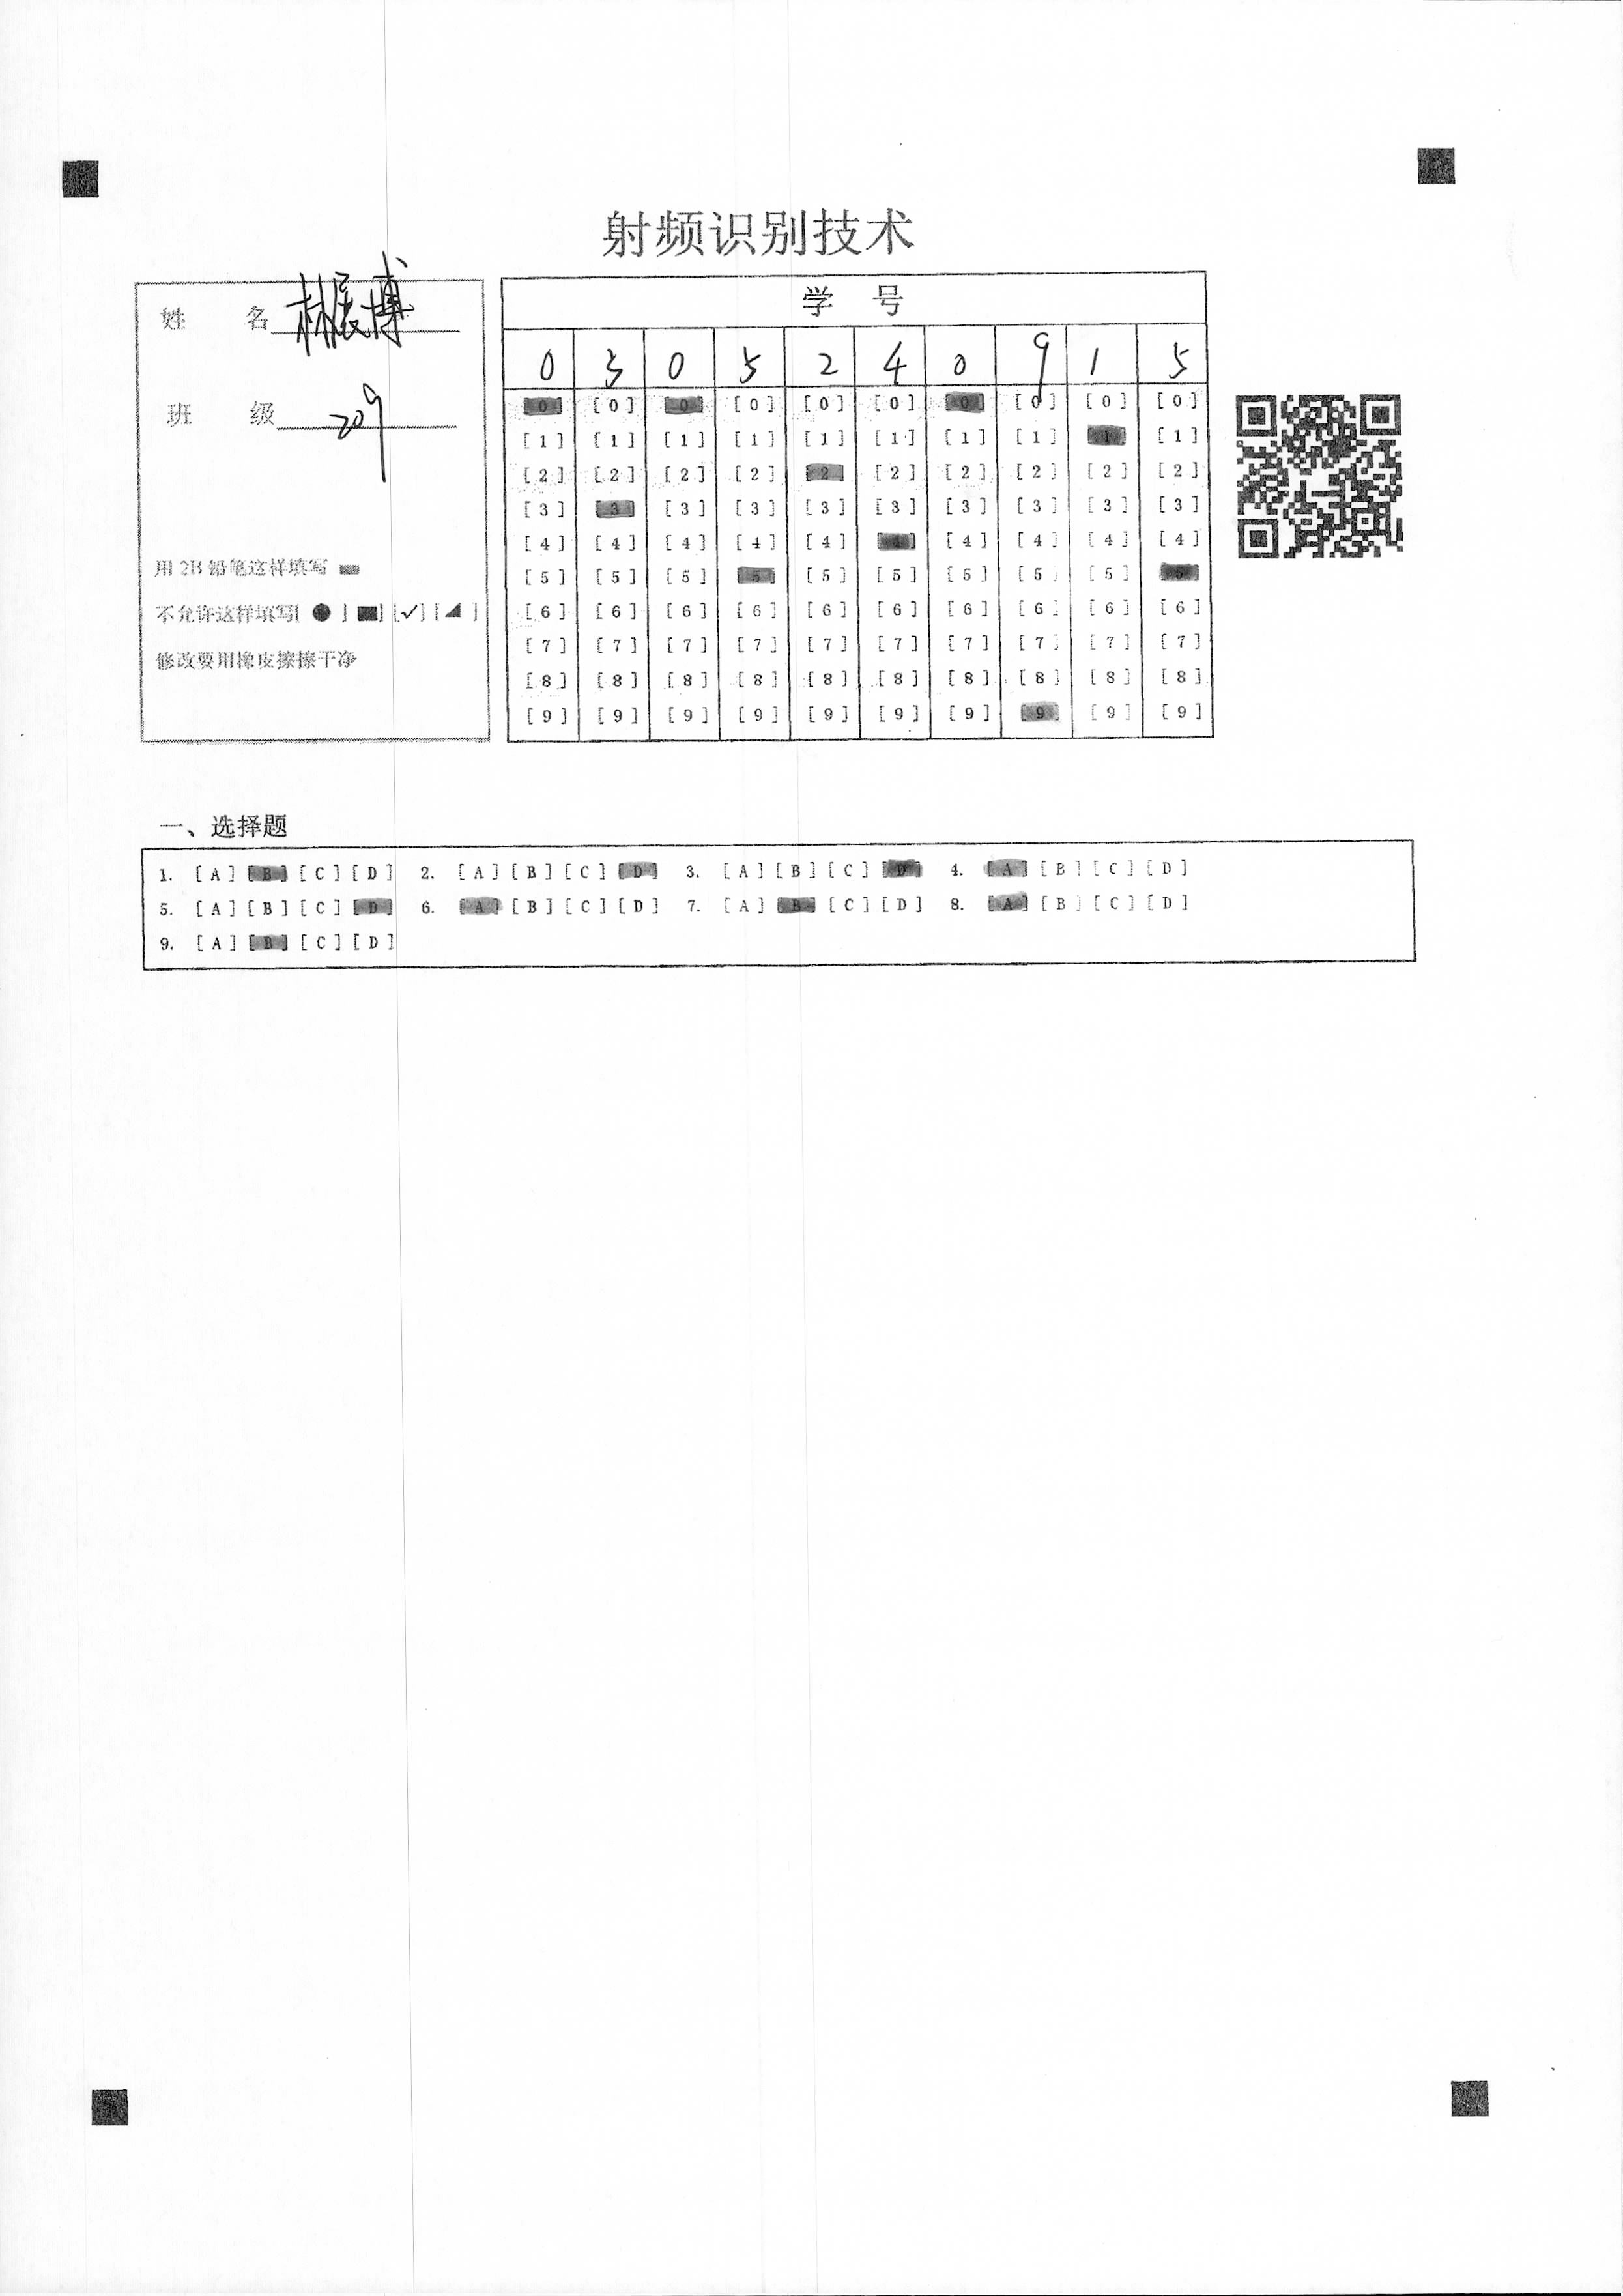 射频识别技术
姓 名 林展博
班 级 209
用 2B 铅笔这样填写
不允许这样填写[ ● ] [■] [✓] [◢ ]
修改要用橡皮擦擦干净
学 号
0 3 0 5 2 4 0 9 1 5
[0] [0] [0] [0] [0] [0] [0] [0] [0] [0]
[1] [1] [1] [1] [1] [1] [1] [1] [1] [1]
[2] [2] [2] [2] [2] [2] [2] [2] [2] [2]
[3] [3] [3] [3] [3] [3] [3] [3] [3] [3]
[4] [4] [4] [4] [4] [4] [4] [4] [4] [4]
[5] [5] [5] [5] [5] [5] [5] [5] [5] [5]
[6] [6] [6] [6] [6] [6] [6] [6] [6] [6]
[7] [7] [7] [7] [7] [7] [7] [7] [7] [7]
[8] [8] [8] [8] [8] [8] [8] [8] [8] [8]
[9] [9] [9] [9] [9] [9] [9] [9] [9] [9]
一、选择题
1. [A] [B] [C] [D] 2. [A] [B] [C] [D] 3. [A] [B] [C] [D] 4. [A] [B] [C] [D]
5. [A] [B] [C] [D] 6. [A] [B] [C] [D] 7. [A] [B] [C] [D] 8. [A] [B] [C] [D]
9. [A] [B] [C] [D]